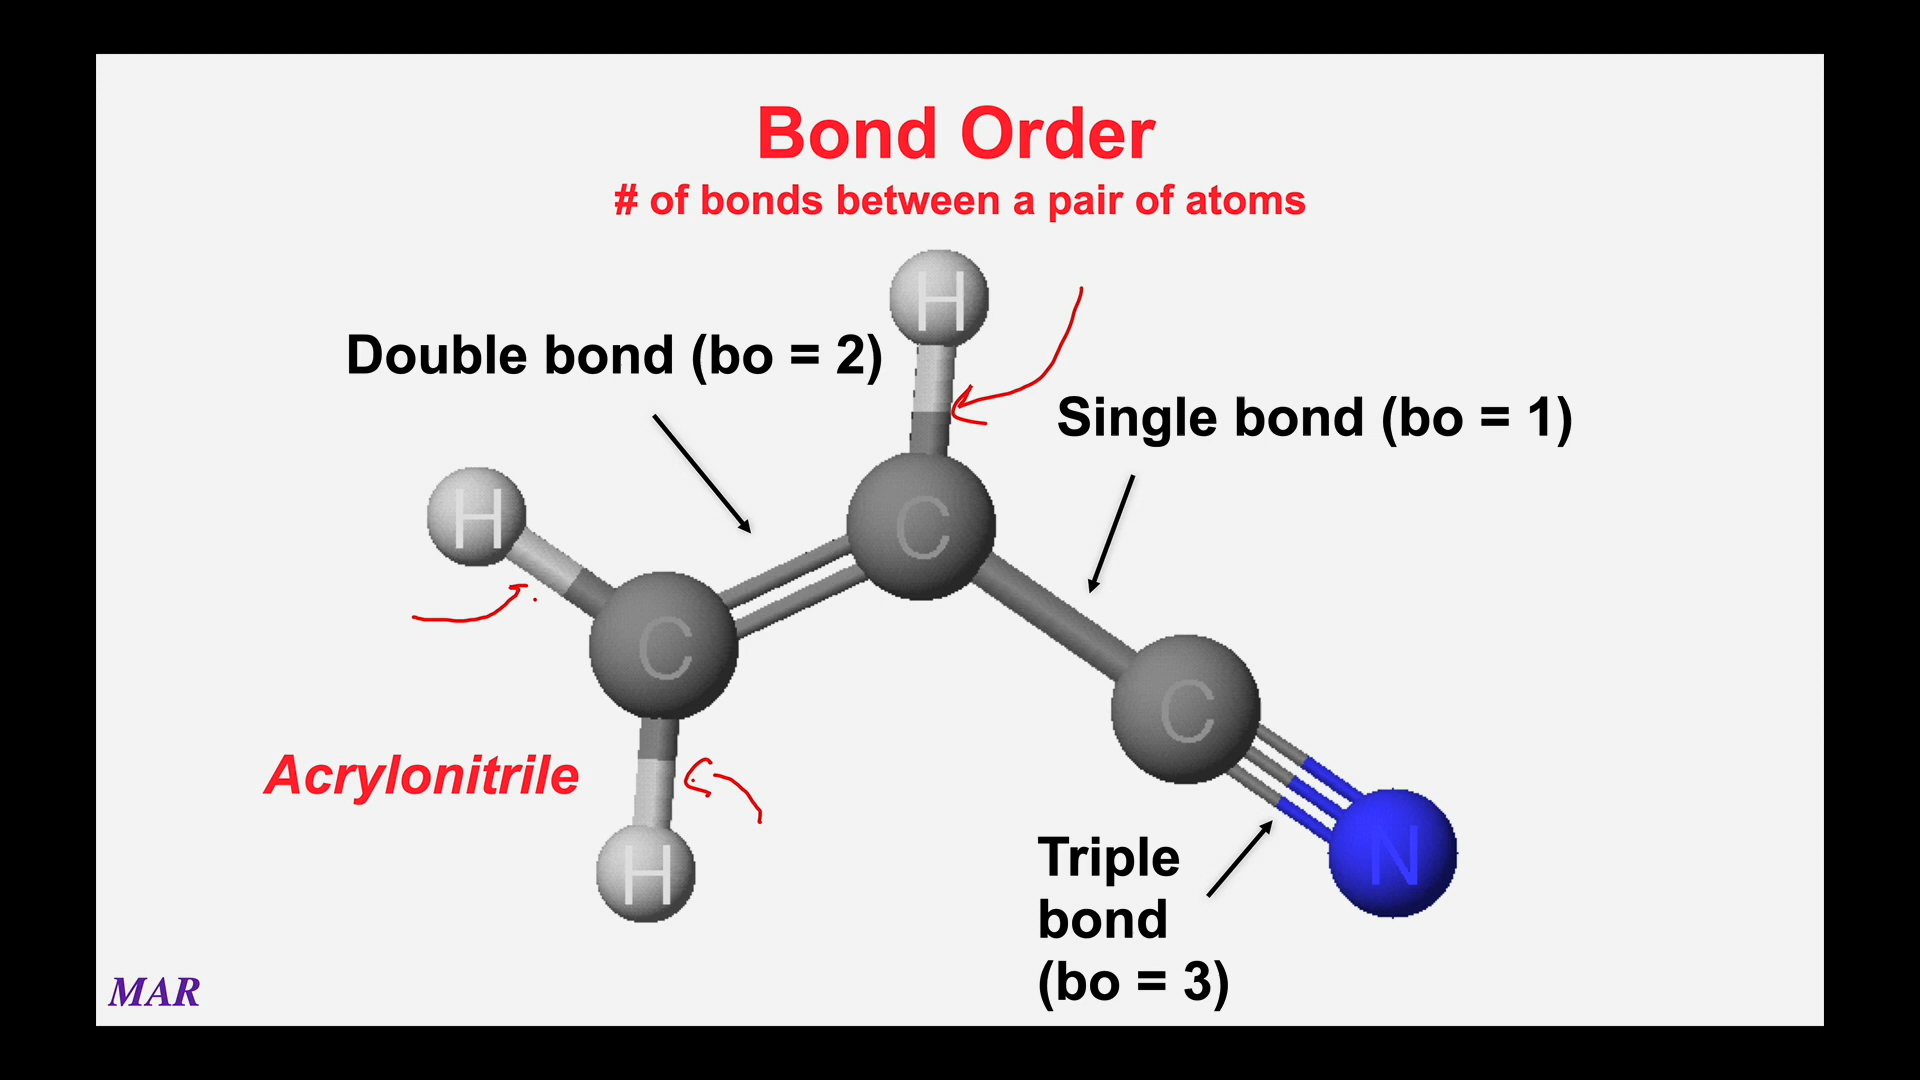 Bond Order
# of bonds between a pair of atoms
H
Double bond (bo = 2)
Single bond (bo = 1)
H
C
C
C
Acrylonitrile
H
N
Triple
bond
(bo = 3)
MAR